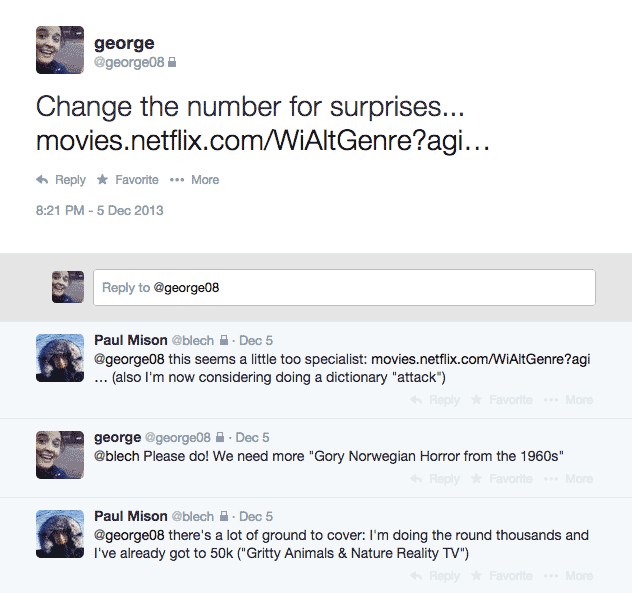 george
@george08
Change the number for surprises...
movies.netflix.com/WiAltGenre?agi…
Reply Favorite More
8:21 PM - 5 Dec 2013
Reply to @george08
Paul Mison @blech · Dec 5
@george08 this seems a little too specialist: movies.netflix.com/WiAltGenre?agi
… (also I'm now considering doing a dictionary "attack")
Reply Favorite More
george @george08 · Dec 5
@blech Please do! We need more "Gory Norwegian Horror from the 1960s"
Reply Favorite More
Paul Mison @blech · Dec 5
@george08 there's a lot of ground to cover: I'm doing the round thousands and
I've already got to 50k ("Gritty Animals & Nature Reality TV")
Reply Favorite More